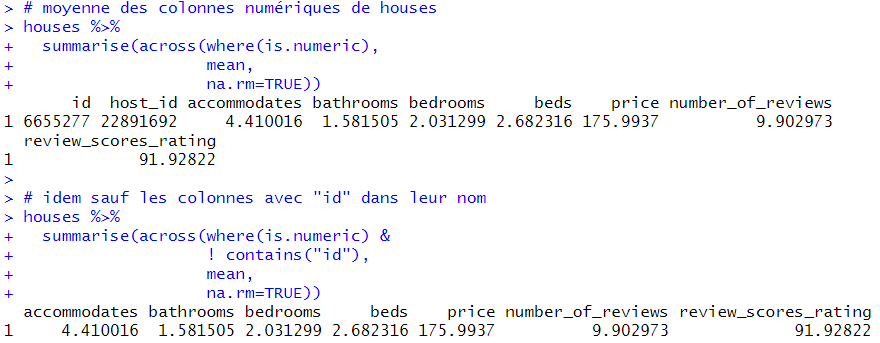 > # moyenne des colonnes numériques de houses
> houses %>%
+   summarise(across(where(is.numeric),
+                    mean,
+                    na.rm=TRUE))
       id  host_id accommodates bathrooms bedrooms     beds    price number_of_reviews
1 6655277 22891692     4.410016  1.581505 2.031299 2.682316 175.9937          9.902973
  review_scores_rating
1             91.92822
>
> # idem sauf les colonnes avec "id" dans leur nom
> houses %>%
+   summarise(across(where(is.numeric) &
+                    ! contains("id"),
+                    mean,
+                    na.rm=TRUE))
  accommodates bathrooms bedrooms     beds    price number_of_reviews review_scores_rating
1     4.410016  1.581505 2.031299 2.682316 175.9937          9.902973             91.92822